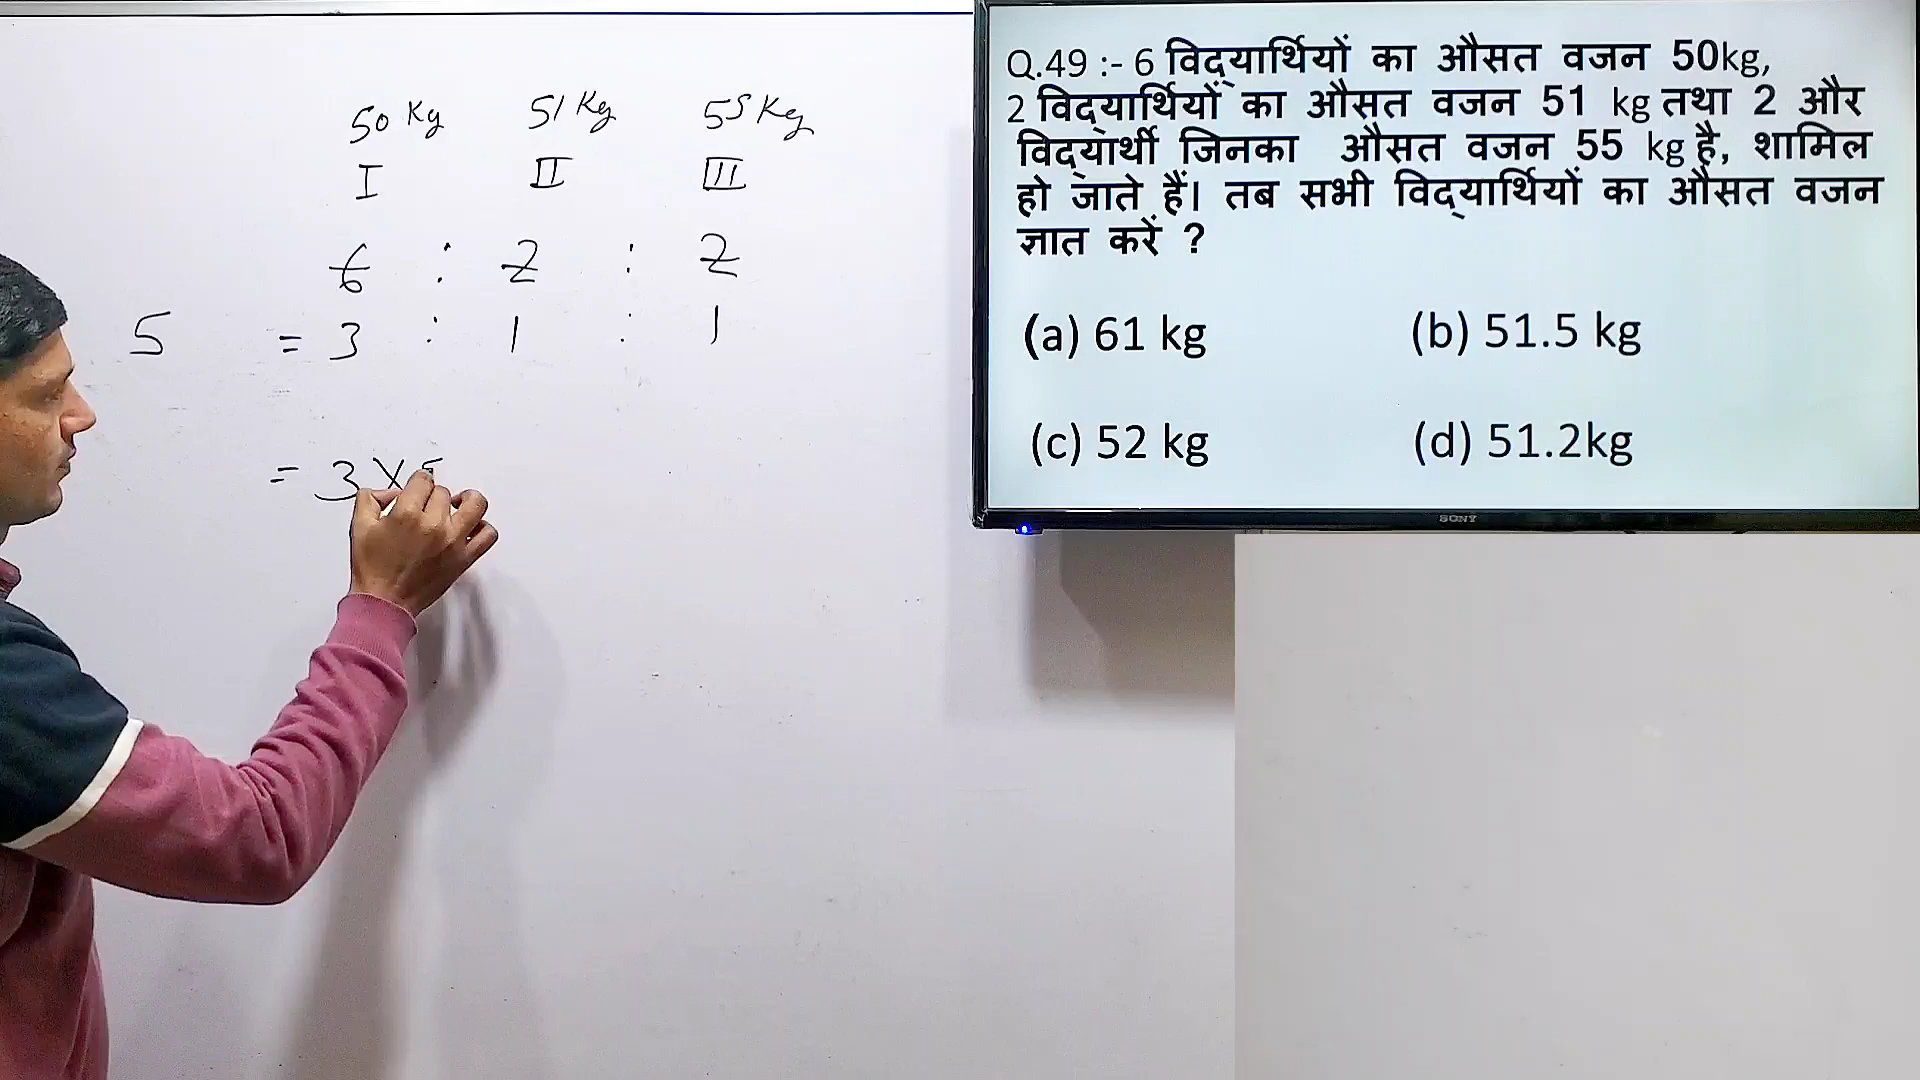 50 Kg 51 Kg 55 Kg
I II III
6 : 2 : 2
5 = 3 : 1 : 1
= 3 X 5
Q.49 :- 6 विद्यार्थियों का औसत वजन 50kg,
2 विद्यार्थियों का औसत वजन 51 kg तथा 2 और
विद्यार्थी जिनका औसत वजन 55 kg है, शामिल
हो जाते हैं। तब सभी विद्यार्थियों का औसत वजन
ज्ञात करें ?
(a) 61 kg (b) 51.5 kg
(c) 52 kg (d) 51.2kg
SONY